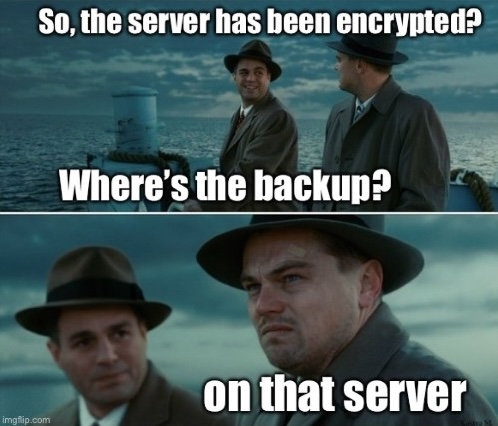 So, the server has been encrypted?
Where's the backup?
on that server
imgflip.com